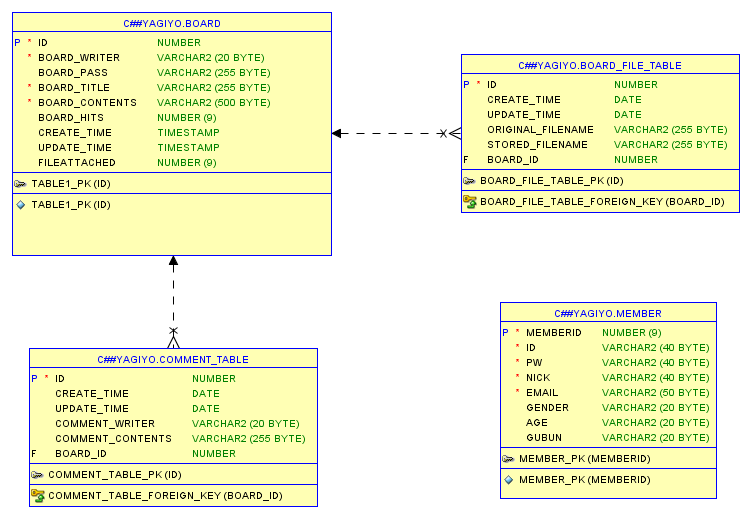 C##YAGIYO.BOARD
P * ID NUMBER
* BOARD_WRITER VARCHAR2 (20 BYTE)
BOARD_PASS VARCHAR2 (255 BYTE)
* BOARD_TITLE VARCHAR2 (255 BYTE)
* BOARD_CONTENTS VARCHAR2 (500 BYTE)
BOARD_HITS NUMBER (9)
CREATE_TIME TIMESTAMP
UPDATE_TIME TIMESTAMP
FILEATTACHED NUMBER (9)
TABLE1_PK (ID)
TABLE1_PK (ID)
C##YAGIYO.BOARD_FILE_TABLE
P * ID NUMBER
CREATE_TIME DATE
UPDATE_TIME DATE
ORIGINAL_FILENAME VARCHAR2 (255 BYTE)
STORED_FILENAME VARCHAR2 (255 BYTE)
F BOARD_ID NUMBER
BOARD_FILE_TABLE_PK (ID)
BOARD_FILE_TABLE_FOREIGN_KEY (BOARD_ID)
C##YAGIYO.COMMENT_TABLE
P * ID NUMBER
CREATE_TIME DATE
UPDATE_TIME DATE
COMMENT_WRITER VARCHAR2 (20 BYTE)
COMMENT_CONTENTS VARCHAR2 (255 BYTE)
F BOARD_ID NUMBER
COMMENT_TABLE_PK (ID)
COMMENT_TABLE_FOREIGN_KEY (BOARD_ID)
C##YAGIYO.MEMBER
P * MEMBERID NUMBER (9)
* ID VARCHAR2 (40 BYTE)
* PW VARCHAR2 (40 BYTE)
* NICK VARCHAR2 (40 BYTE)
* EMAIL VARCHAR2 (50 BYTE)
GENDER VARCHAR2 (20 BYTE)
AGE VARCHAR2 (20 BYTE)
GUBUN VARCHAR2 (20 BYTE)
MEMBER_PK (MEMBERID)
MEMBER_PK (MEMBERID)